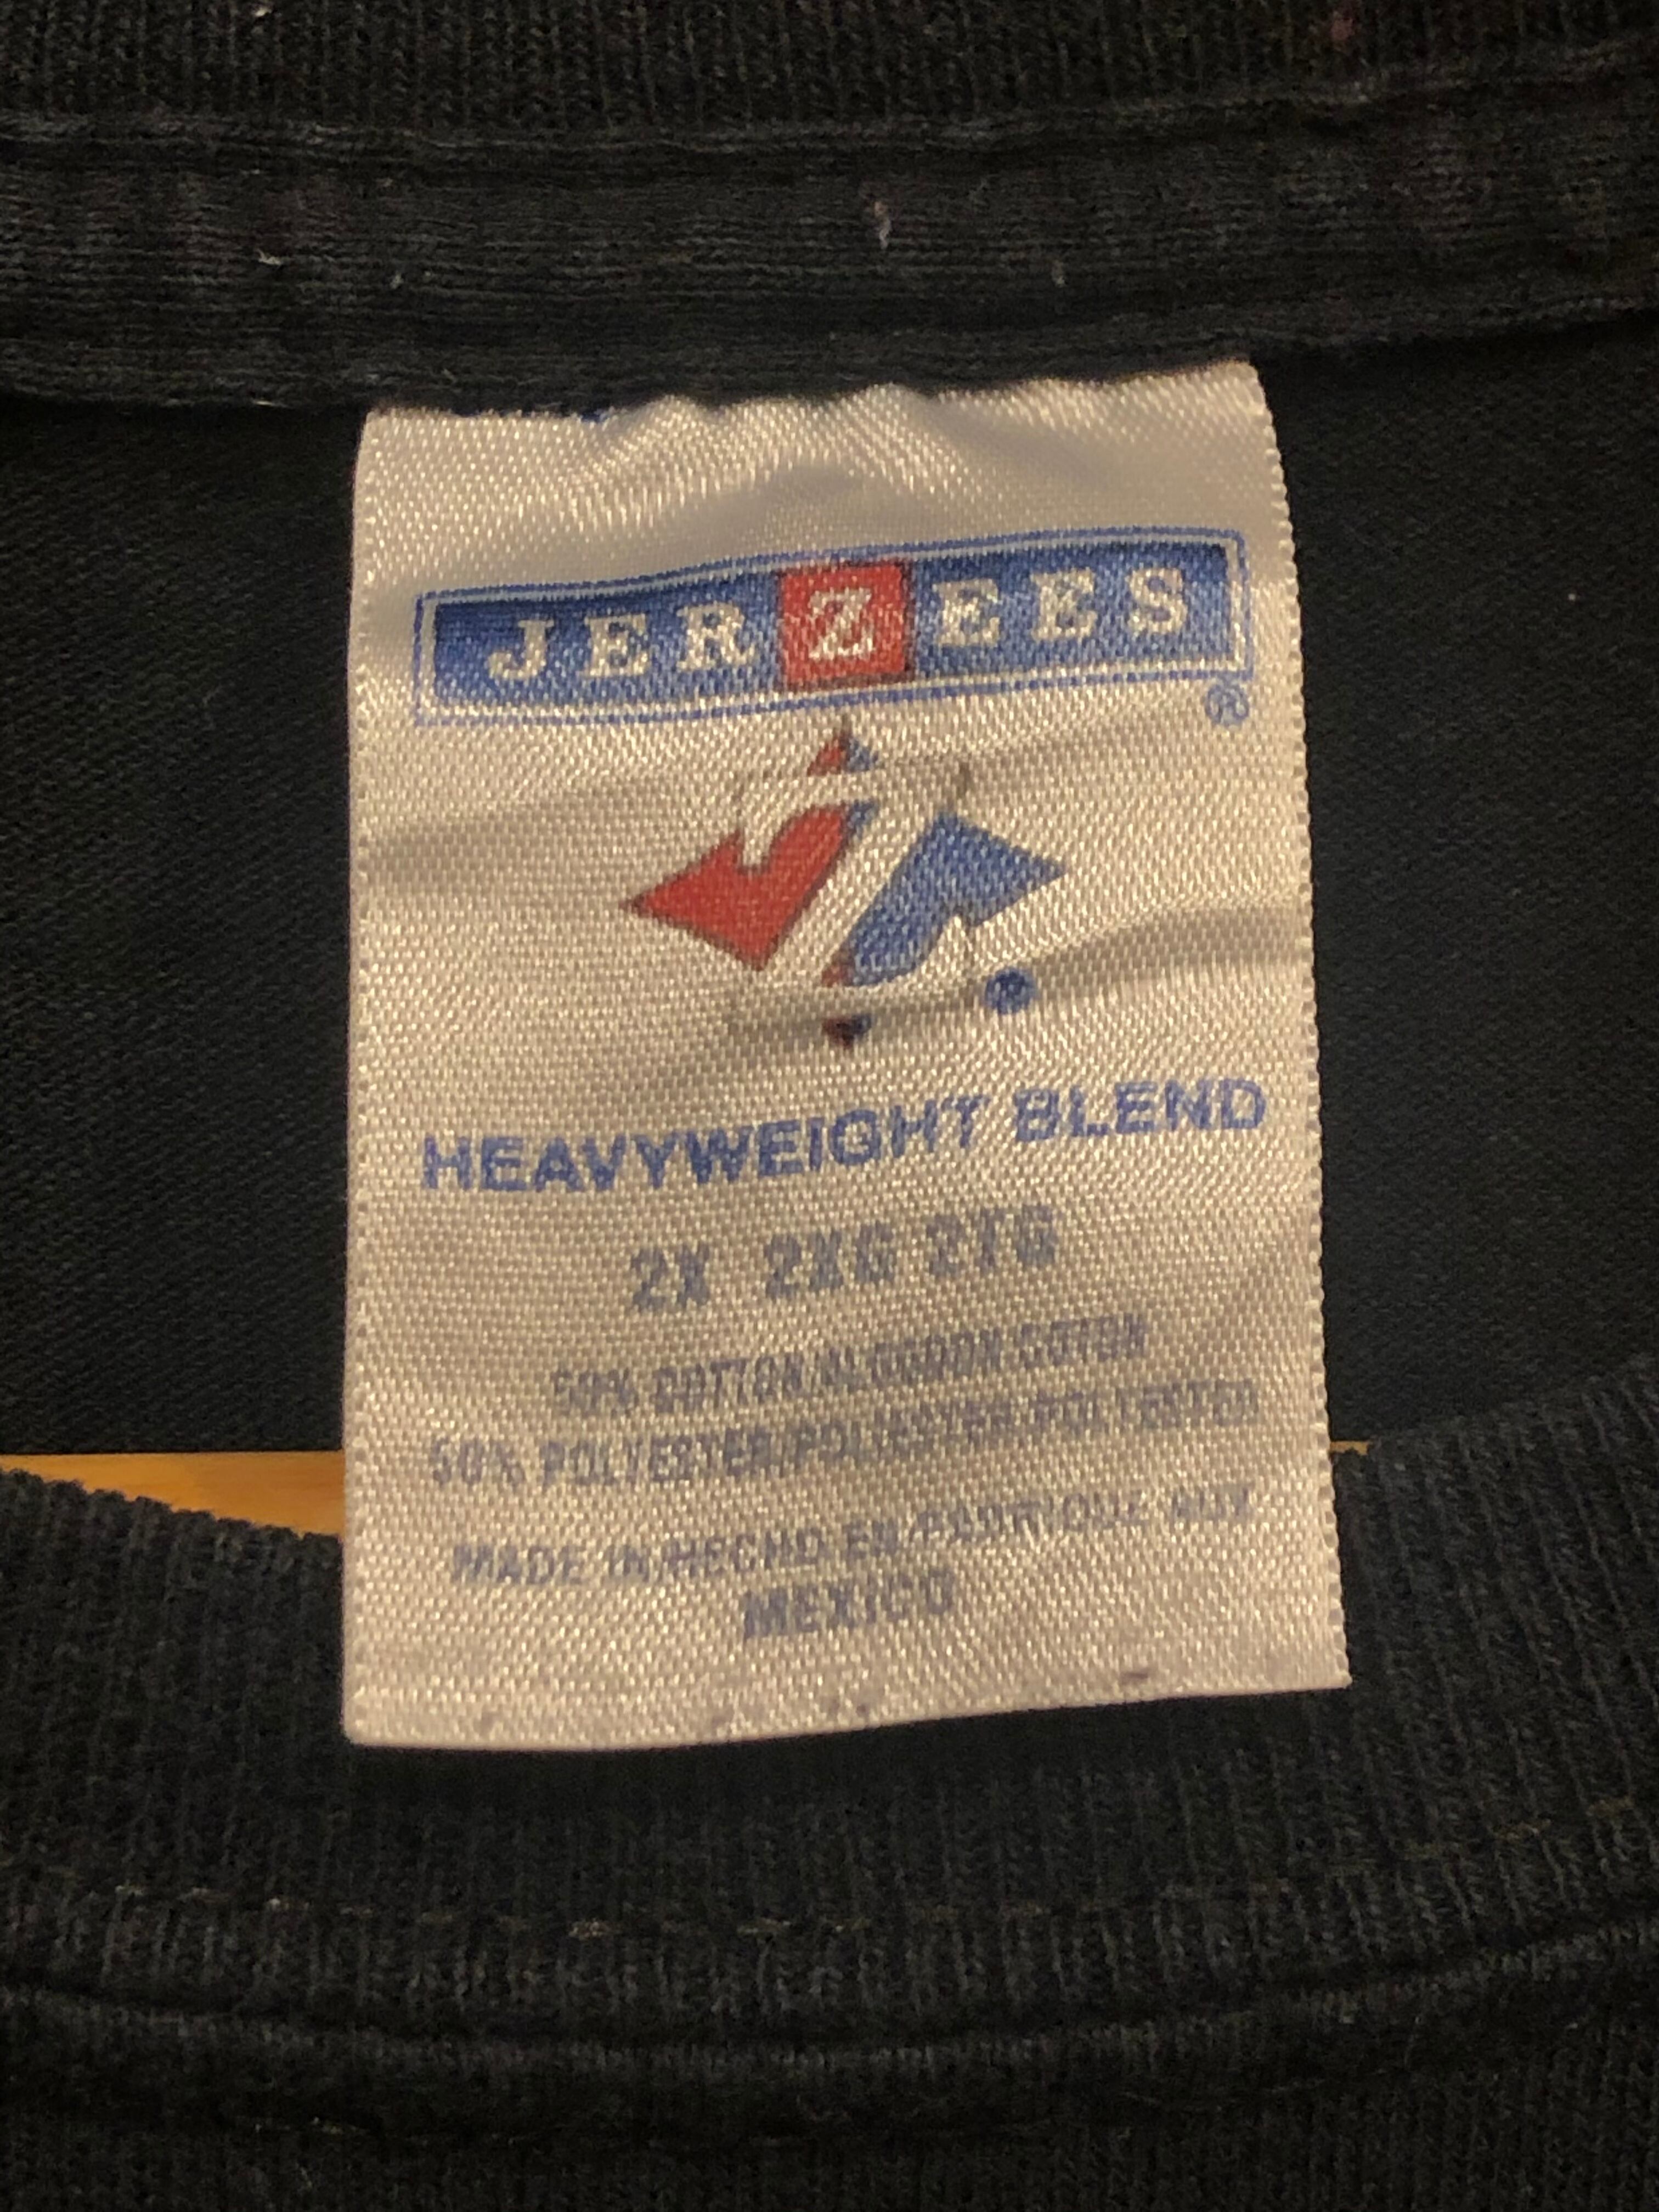 JERZEES
®
HEAVYWEIGHT BLEND
2X 2XG 2TG
50% COTTON/ALGODON/COTON
50% POLYESTER/POLIESTER/POLYESTER
MADE IN/HECHO EN/FABRIQUE AUX
MEXICO